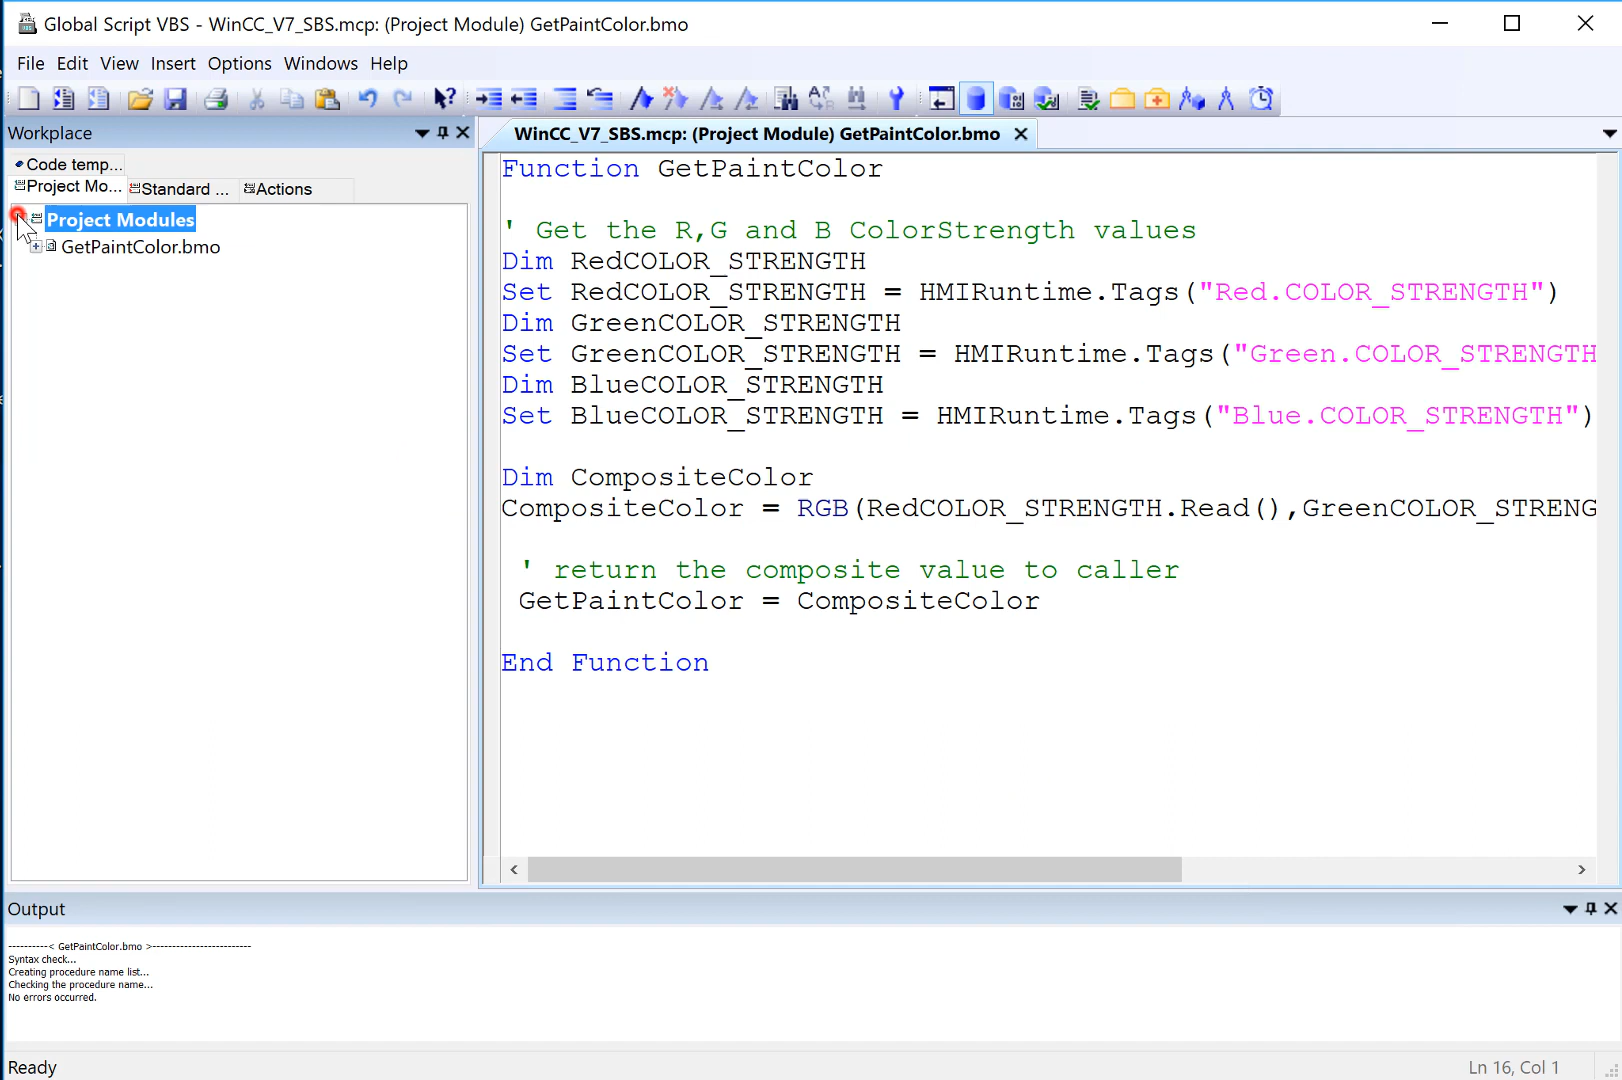 Global Script VBS - WinCC_V7_SBS.mcp: (Project Module) GetPaintColor.bmo
File Edit View Insert Options Windows Help
Workplace
WinCC_V7_SBS.mcp: (Project Module) GetPaintColor.bmo
Code temp...
Project Mo... Standard ... Actions
Project Modules
GetPaintColor.bmo
Function GetPaintColor
' Get the R,G and B ColorStrength values
Dim RedCOLOR_STRENGTH
Set RedCOLOR_STRENGTH = HMIRuntime.Tags("Red.COLOR_STRENGTH")
Dim GreenCOLOR_STRENGTH
Set GreenCOLOR_STRENGTH = HMIRuntime.Tags("Green.COLOR_STRENGTH
Dim BlueCOLOR_STRENGTH
Set BlueCOLOR_STRENGTH = HMIRuntime.Tags("Blue.COLOR_STRENGTH")
Dim CompositeColor
CompositeColor = RGB(RedCOLOR_STRENGTH.Read(),GreenCOLOR_STRENG
' return the composite value to caller
GetPaintColor = CompositeColor
End Function
Output
----------< GetPaintColor.bmo >-------------------------
Syntax check...
Creating procedure name list...
Checking the procedure name...
No errors occurred.
Ready
Ln 16, Col 1